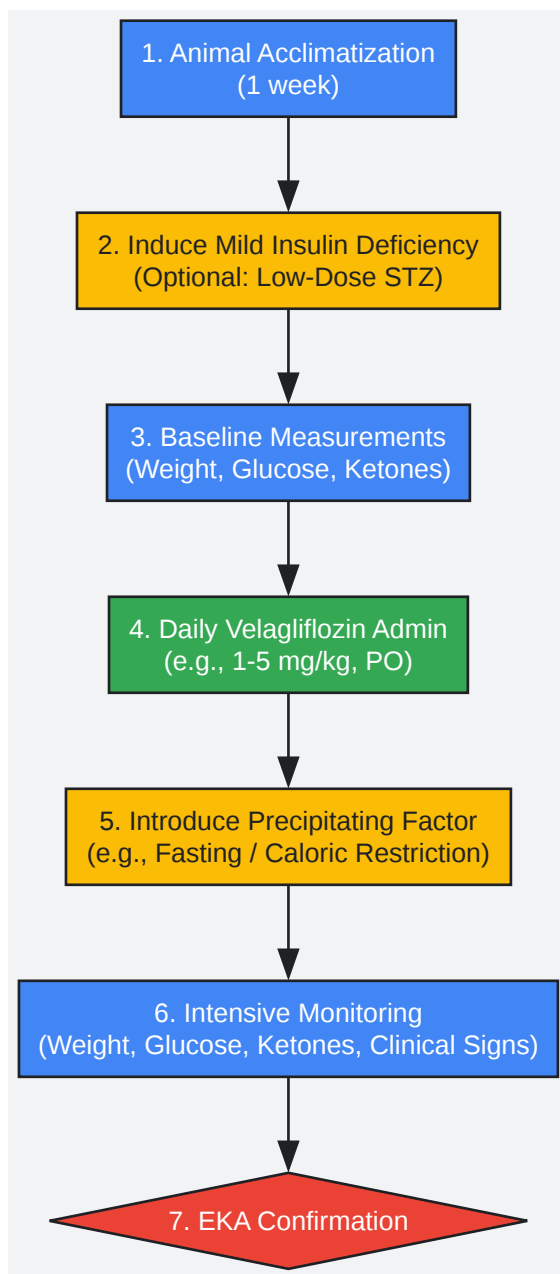 1. Animal Acclimatization
(1 week)
2. Induce Mild Insulin Deficiency
(Optional: Low-Dose STZ)
3. Baseline Measurements
(Weight, Glucose, Ketones)
4. Daily Velagliflozin Admin
(e.g., 1-5 mg/kg, PO)
5. Introduce Precipitating Factor
(e.g., Fasting / Caloric Restriction)
6. Intensive Monitoring
(Weight, Glucose, Ketones, Clinical Signs)
7. EKA Confirmation